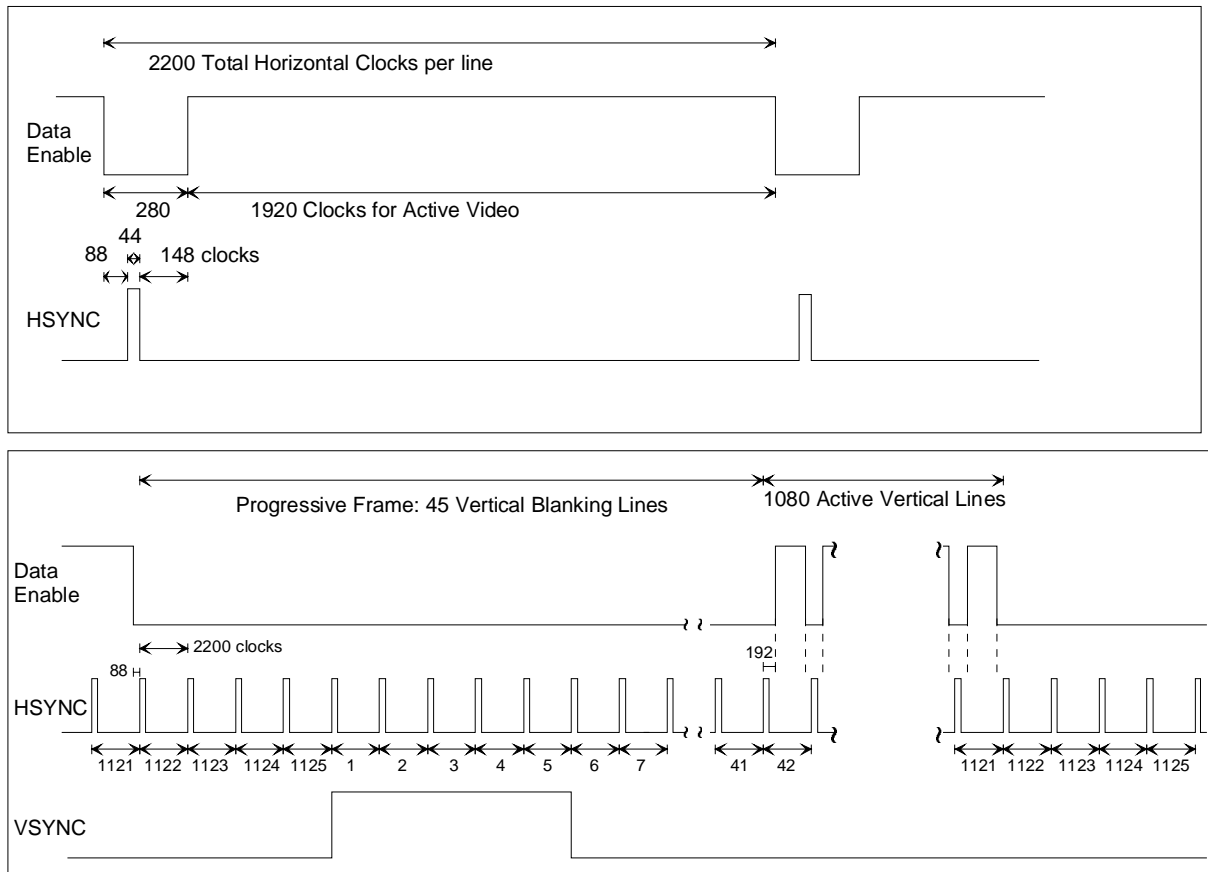 2200 Total Horizontal Clocks per line
Data
Enable
280
1920 Clocks for Active Video
44
88
148 clocks
HSYNC
Progressive Frame: 45 Vertical Blanking Lines
1080 Active Vertical Lines
Data
Enable
2200 clocks
88
192
HSYNC
1121 1122 1123 1124 1125 1 2 3 4 5 6 7 41 42 1121 1122 1123 1124 1125
VSYNC